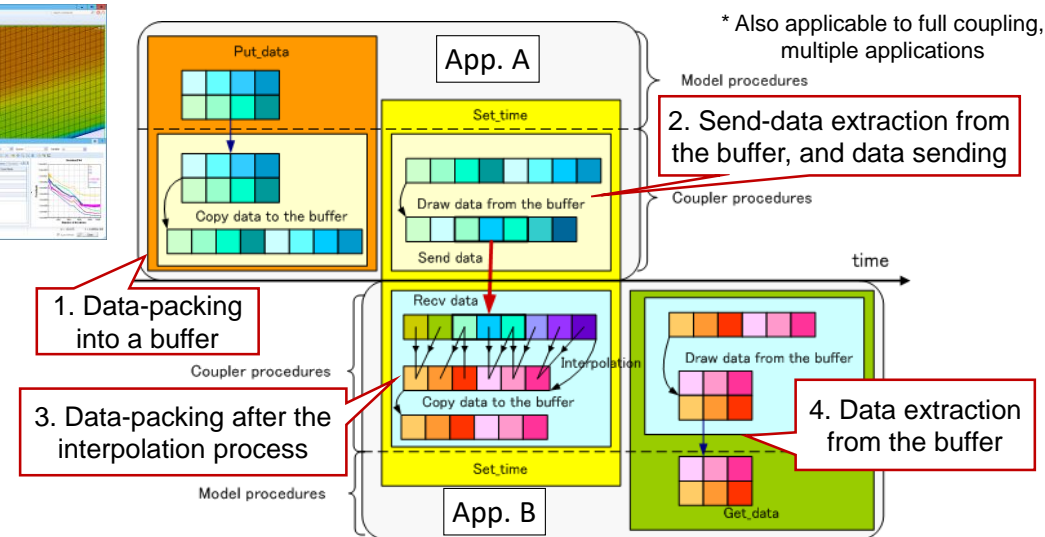 * Also applicable to full coupling,
multiple applications
Put_data
App. A
Model procedures
Set_time
2. Send-data extraction from
the buffer, and data sending
Copy data to the buffer
Draw data from the buffer
Coupler procedures
Send data
time
1. Data-packing
into a buffer
Recv data
Interpolation
Draw data from the buffer
Coupler procedures
Copy data to the buffer
3. Data-packing after the
interpolation process
4. Data extraction
from the buffer
Set_time
Model procedures
App. B
Get_data